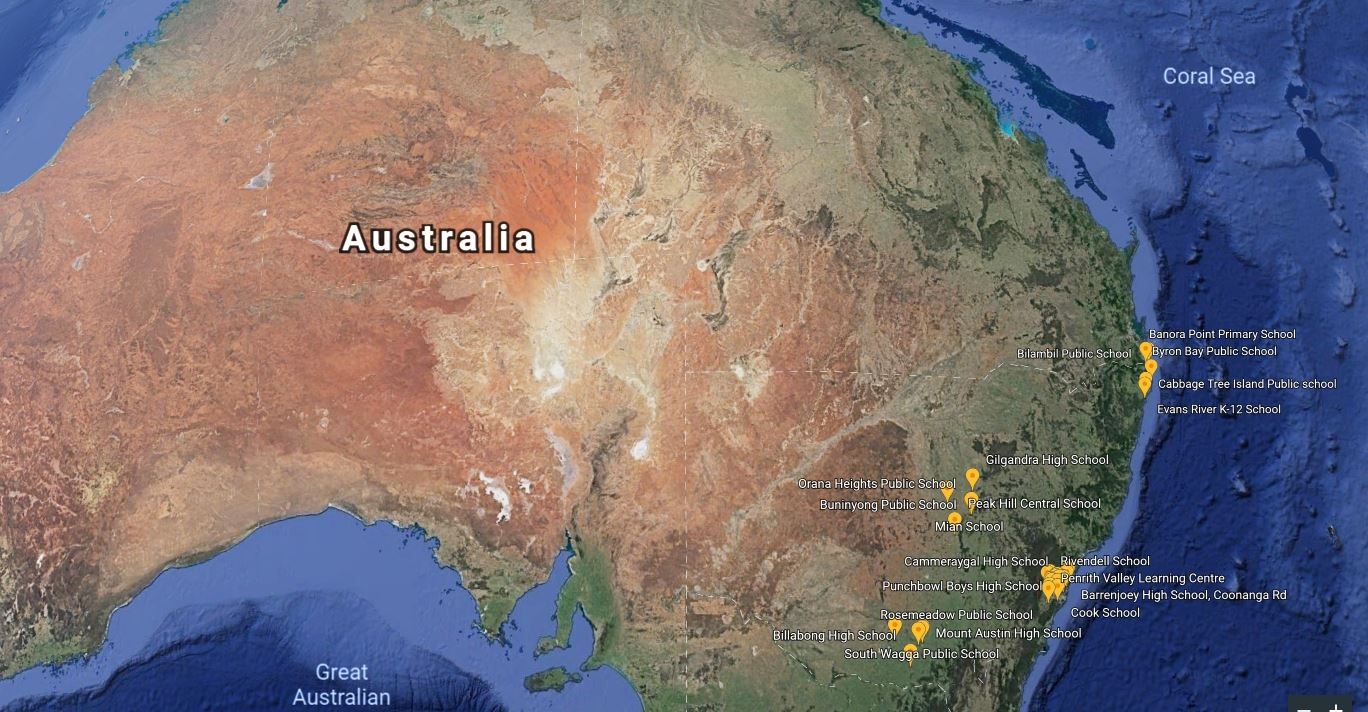 Coral Sea
Australia
Banora Point Primary School
Bilambil Public School
Byron Bay Public School
Cabbage Tree Island Public school
Evans River K-12 School
Gilgandra High School
Orana Heights Public School
Buninyong Public School
Peak Hill Central School
Mian School
Cammeraygal High School
Rivendell School
Penrith Valley Learning Centre
Punchbowl Boys High School
Barrenjoey High School, Coonanga Rd
Cook School
Rosemeadow Public School
Billabong High School
Mount Austin High School
South Wagga Public School
Great
Australian